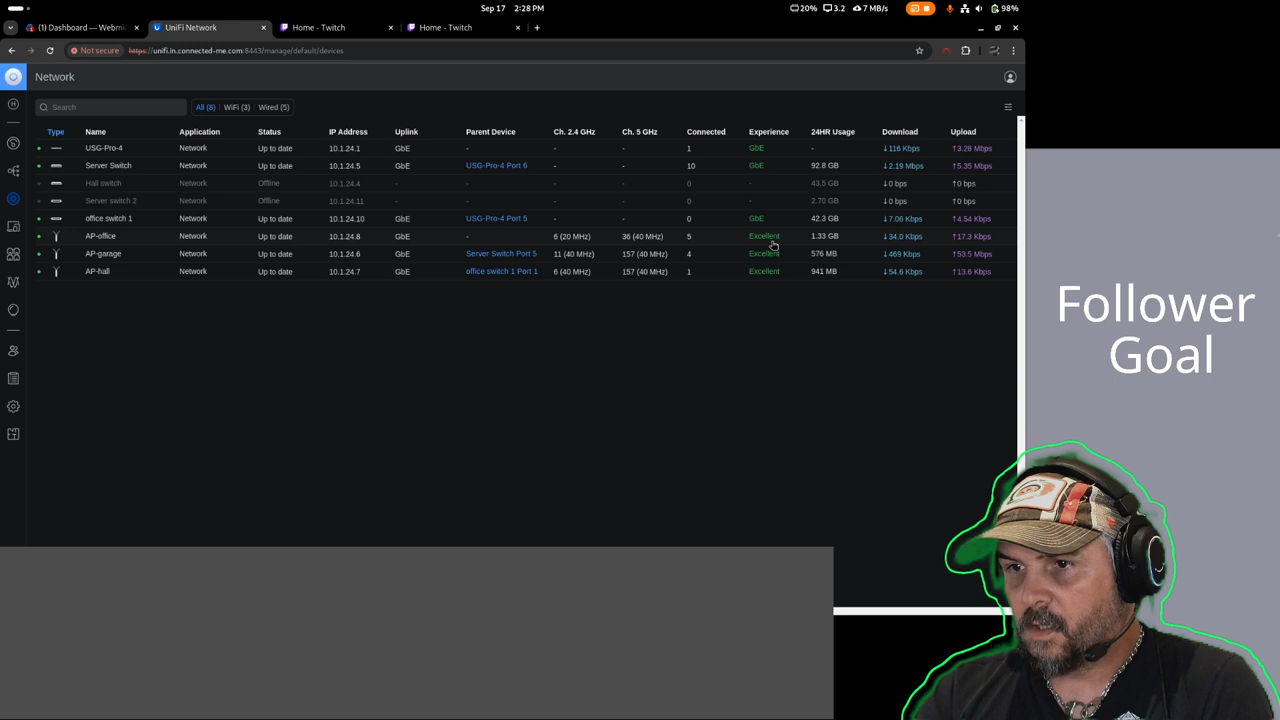 Sep 17 2:28 PM
20% 3.2 7 MB/s 98%
(1) Dashboard — Webmi UniFi Network Home - Twitch Home - Twitch
Not secure https://unifi.in.connected-me.com:8443/manage/default/devices
Network
Search All (8) WiFi (3) Wired (5)
Type Name Application Status IP Address Uplink Parent Device Ch. 2.4 GHz Ch. 5 GHz Connected Experience 24HR Usage Download Upload
USG-Pro-4 Network Up to date 10.1.24.1 GbE - - - 1 GbE - ↓116 Kbps ↑3.28 Mbps
Server Switch Network Up to date 10.1.24.5 GbE USG-Pro-4 Port 6 - - 10 GbE 92.8 GB ↓2.19 Mbps ↑5.35 Mbps
Hall switch Network Offline 10.1.24.4 - - - - 0 - 43.5 GB ↓0 bps ↑0 bps
Server switch 2 Network Offline 10.1.24.11 - - - - 0 - 2.70 GB ↓0 bps ↑0 bps
office switch 1 Network Up to date 10.1.24.10 GbE USG-Pro-4 Port 5 - - 0 GbE 42.3 GB ↓7.06 Kbps ↑4.54 Kbps
AP-office Network Up to date 10.1.24.8 GbE - 6 (20 MHz) 36 (40 MHz) 5 Excellent 1.33 GB ↓34.0 Kbps ↑17.3 Kbps
AP-garage Network Up to date 10.1.24.6 GbE Server Switch Port 5 11 (40 MHz) 157 (40 MHz) 4 Excellent 576 MB ↓469 Kbps ↑53.5 Kbps
AP-hall Network Up to date 10.1.24.7 GbE office switch 1 Port 1 6 (40 MHz) 157 (40 MHz) 1 Excellent 941 MB ↓54.6 Kbps ↑13.6 Kbps
Follower
Goal